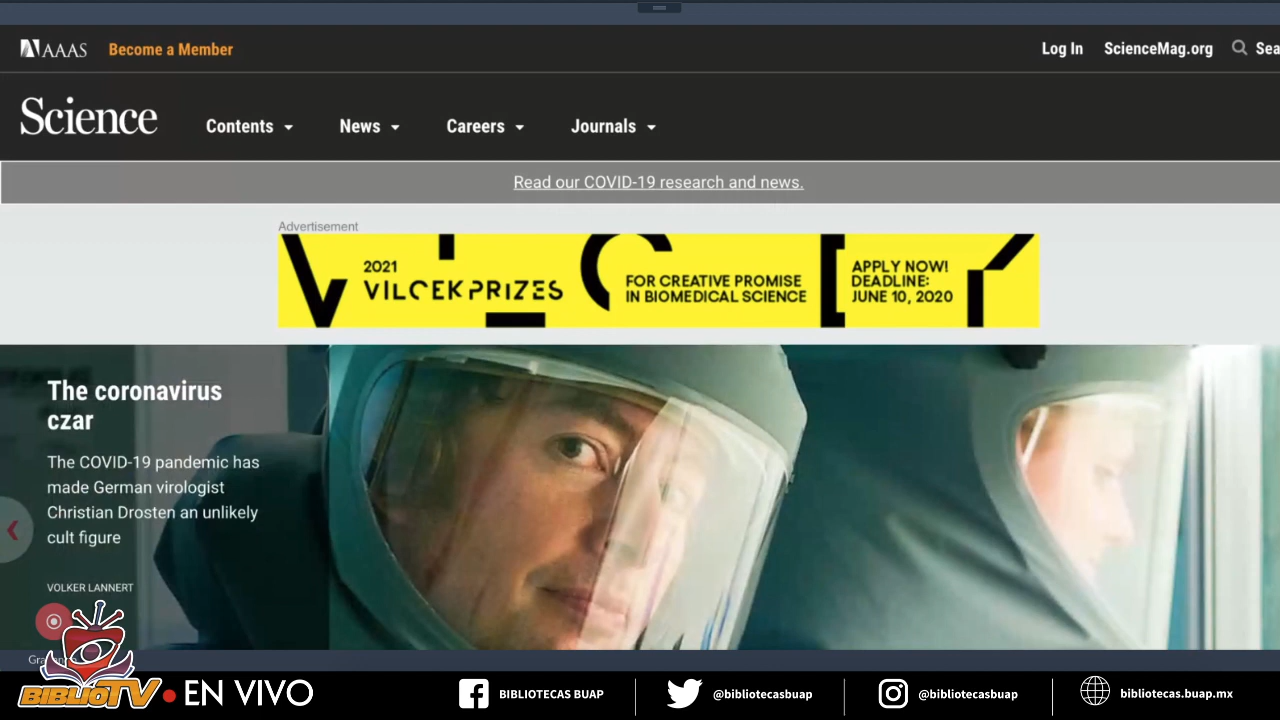 AAAS Become a Member Log In ScienceMag.org Sea
Science Contents News Careers Journals
Read our COVID-19 research and news.
Advertisement
2021
VILCEK PRIZES
FOR CREATIVE PROMISE
IN BIOMEDICAL SCIENCE
APPLY NOW!
DEADLINE:
JUNE 10, 2020
The coronavirus
czar
The COVID-19 pandemic has
made German virologist
Christian Drosten an unlikely
cult figure
VOLKER LANNERT
BIBLIOTV EN VIVO BIBLIOTECAS BUAP @bibliotecasbuap @bibliotecasbuap bibliotecas.buap.mx